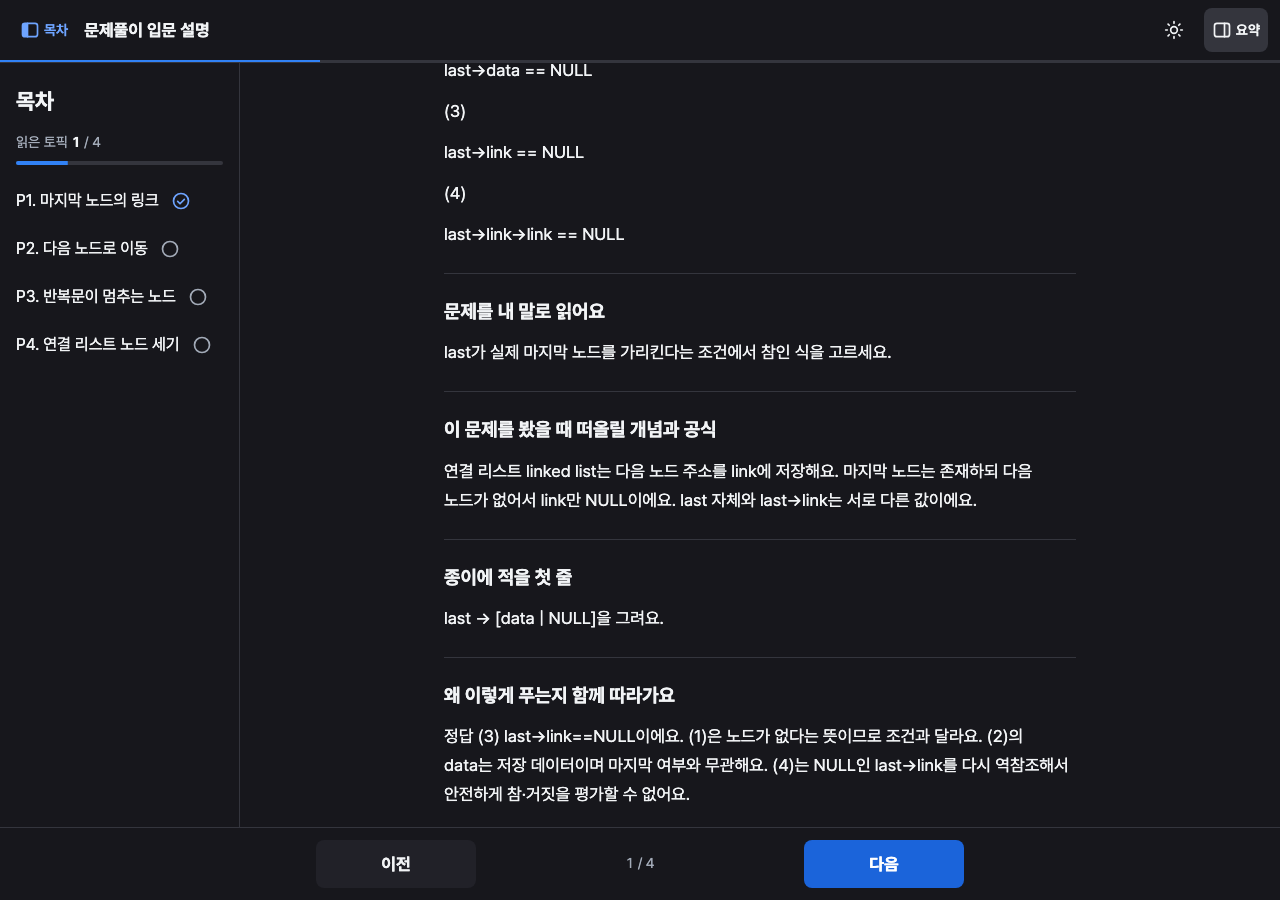 목차
문제풀이 입문 설명
요약
목차
읽은 토픽 1 / 4
P1. 마지막 노드의 링크
P2. 다음 노드로 이동
P3. 반복문이 멈추는 노드
P4. 연결 리스트 노드 세기
last→data == NULL
(3)
last→link == NULL
(4)
last→link→link == NULL
문제를 내 말로 읽어요
last가 실제 마지막 노드를 가리킨다는 조건에서 참인 식을 고르세요.
이 문제를 봤을 때 떠올릴 개념과 공식
연결 리스트 linked list는 다음 노드 주소를 link에 저장해요. 마지막 노드는 존재하되 다음
노드가 없어서 link만 NULL이에요. last 자체와 last→link는 서로 다른 값이에요.
종이에 적을 첫 줄
last → [data | NULL]을 그려요.
왜 이렇게 푸는지 함께 따라가요
정답 (3) last→link==NULL이에요. (1)은 노드가 없다는 뜻이므로 조건과 달라요. (2)의
data는 저장 데이터이며 마지막 여부와 무관해요. (4)는 NULL인 last→link를 다시 역참조해서
안전하게 참·거짓을 평가할 수 없어요.
이전
1 / 4
다음